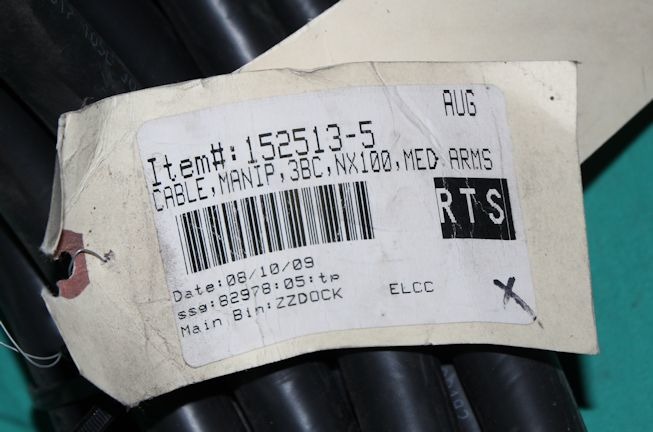 AUG
Item#:152513-5
CABLE,MANIP,3BC,NX100,MED ARMS
RTS
Date:08/10/09
ssg:82978:05:tp
Main Bin:ZZDOCK ELCC
X